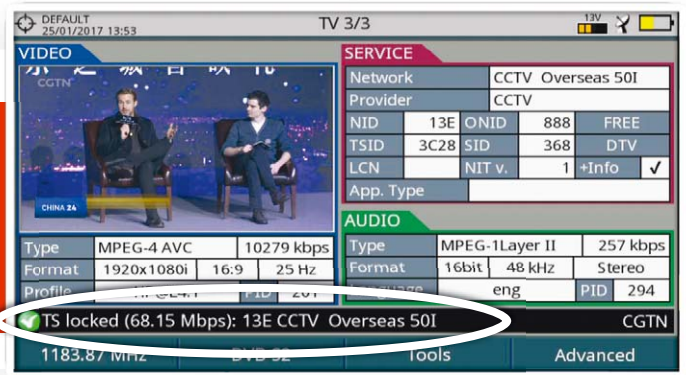 DEFAULT
25/01/2017 13:53
TV 3/3
13V
VIDEO
CGTN
CHINA 24
Type MPEG-4 AVC 10279 kbps
Format 1920x1080i 16:9 25 Hz
Profile PID
SERVICE
Network CCTV Overseas 50I
Provider CCTV
NID 13E ONID 888 FREE
TSID 3C28 SID 368 DTV
LCN NIT v. 1 +Info ✓
App. Type
AUDIO
Type MPEG-1Layer II 257 kbps
Format 16bit 48 kHz Stereo
eng PID 294
TS locked (68.15 Mbps): 13E CCTV Overseas 50I CGTN
1183.87 MHz Tools Advanced